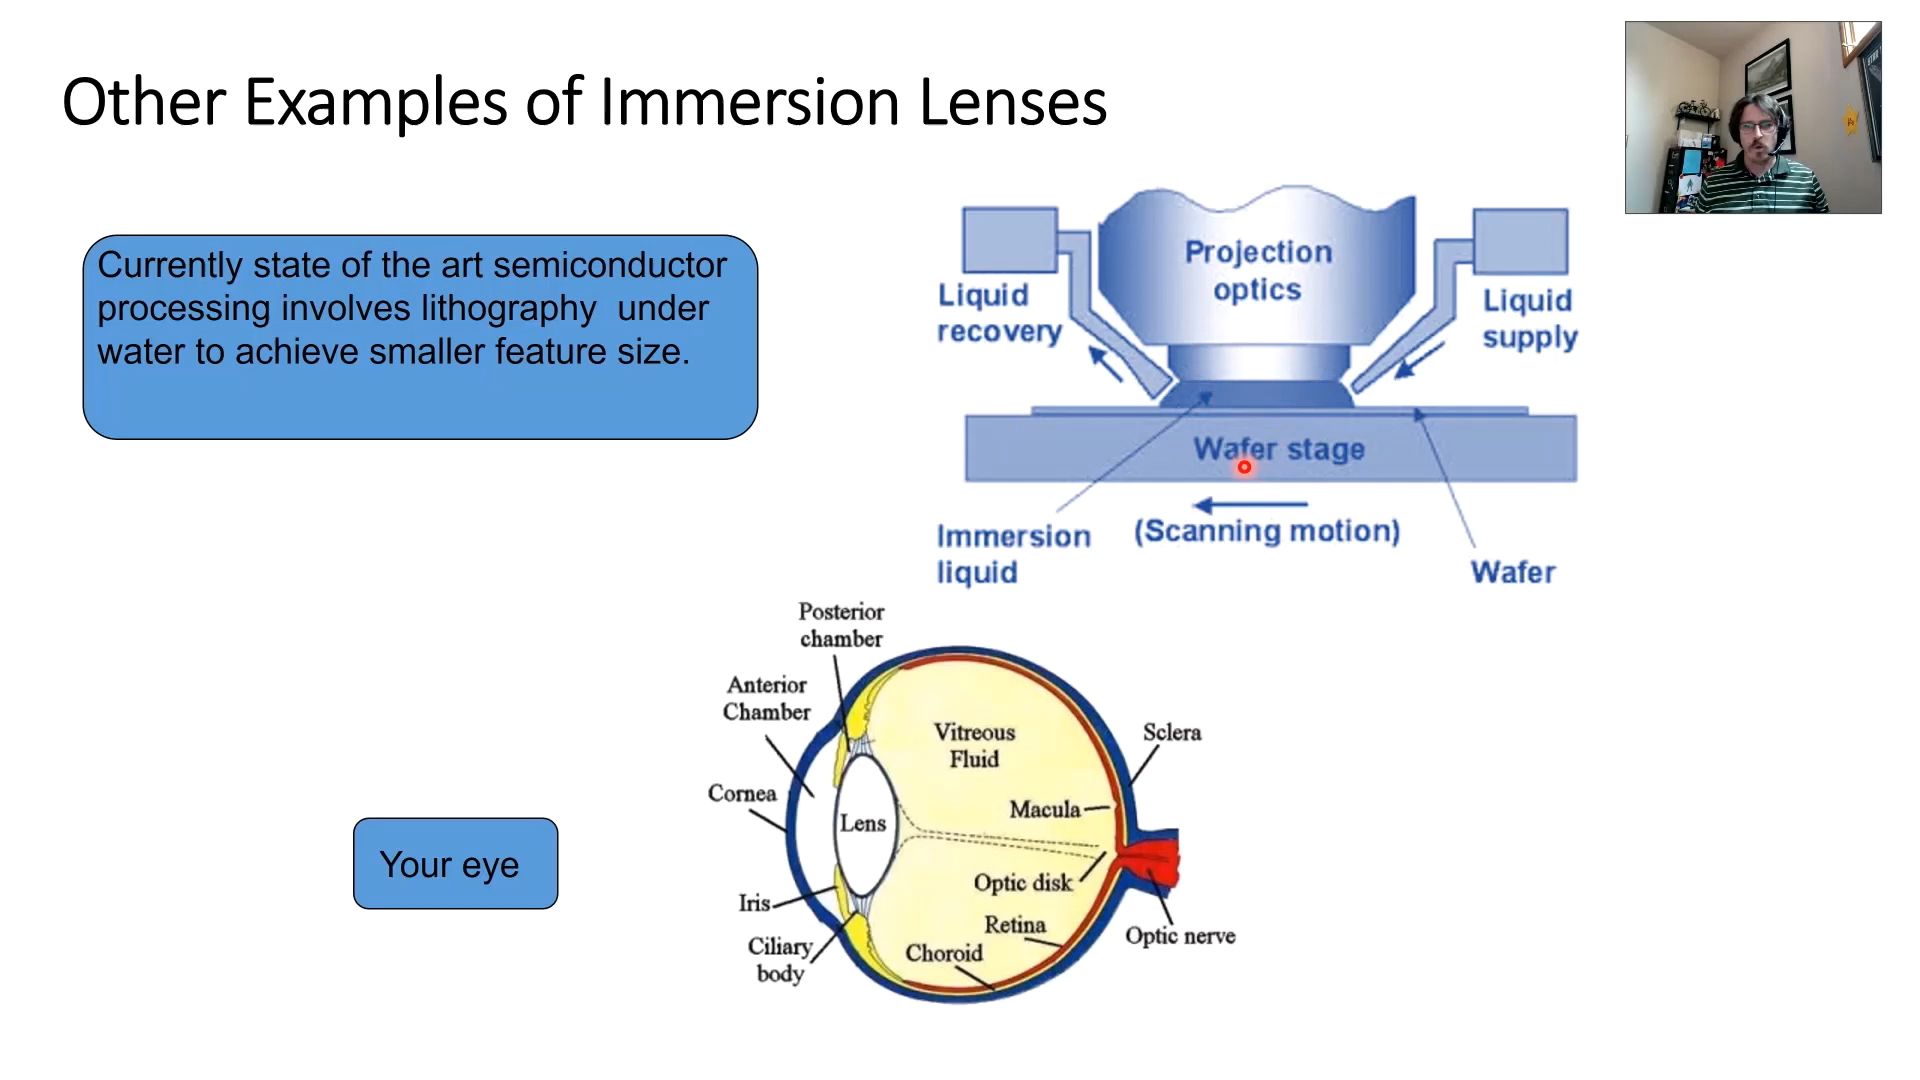 Other Examples of Immersion Lenses
Currently state of the art semiconductor
processing involves lithography  under
water to achieve smaller feature size.
Projection
optics
Liquid
recovery
Liquid
supply
Wafer stage
(Scanning motion)
Immersion
liquid
Wafer
Your eye
Posterior
chamber
Anterior
Chamber
Cornea
Lens
Iris
Ciliary
body
Vitreous
Fluid
Macula
Optic disk
Retina
Choroid
Sclera
Optic nerve